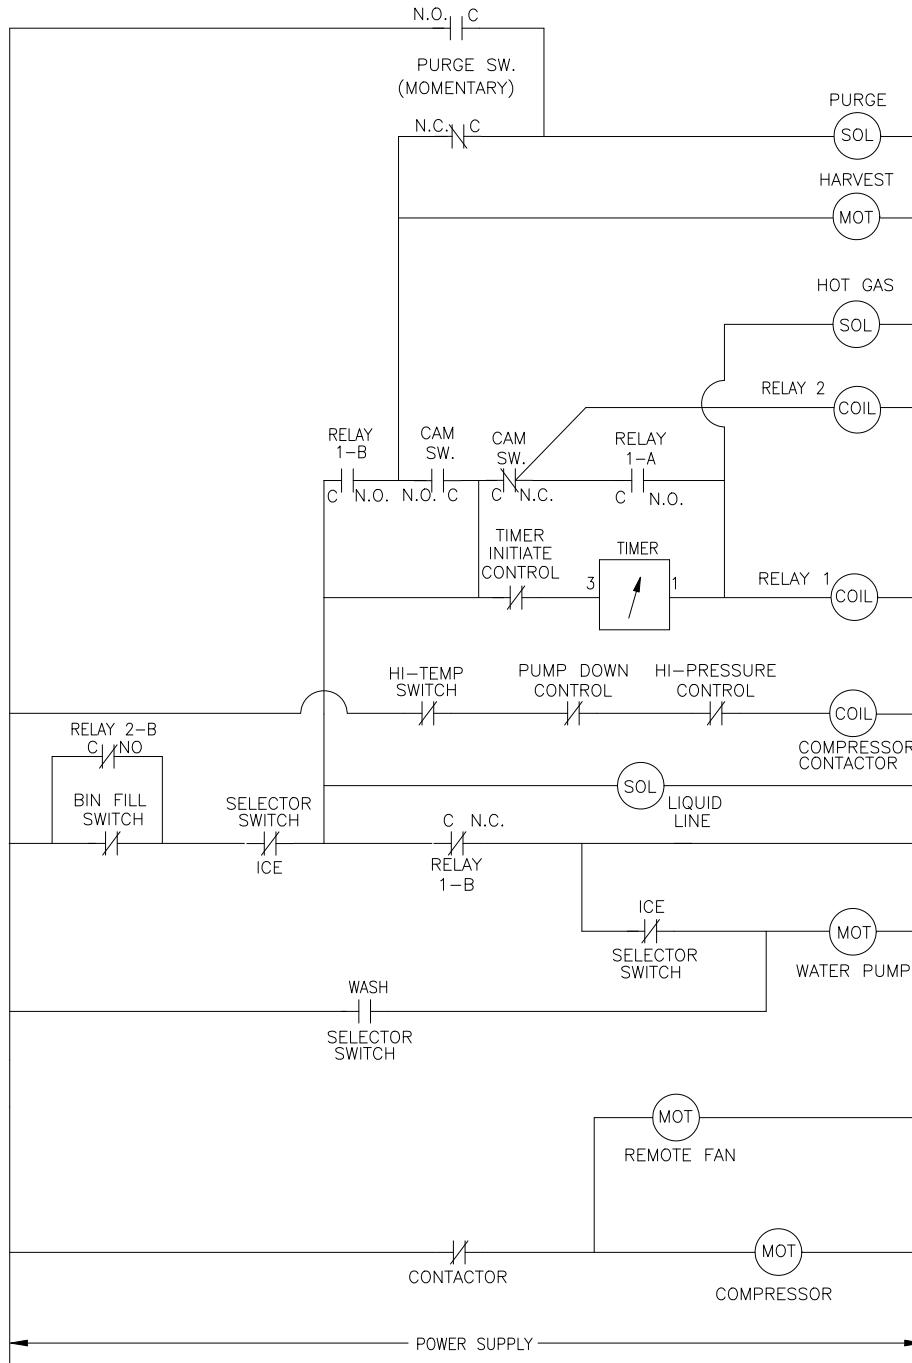 N.O. C
PURGE SW.
(MOMENTARY)
PURGE
N.C. C
SOL
HARVEST
MOT
HOT GAS
SOL
RELAY 2
COIL
RELAY
1-B
CAM
SW.
CAM
SW.
RELAY
1-A
C N.O.
N.O. C
C N.C.
C N.O.
TIMER
INITIATE
CONTROL
TIMER
3
1
RELAY 1
COIL
HI-TEMP
SWITCH
PUMP DOWN
CONTROL
HI-PRESSURE
CONTROL
COIL
COMPRESSOR
CONTACTOR
RELAY 2-B
C NO
BIN FILL
SWITCH
SELECTOR
SWITCH
ICE
SOL
LIQUID
LINE
C N.C.
RELAY
1-B
ICE
SELECTOR
SWITCH
MOT
WATER PUMP
WASH
SELECTOR
SWITCH
MOT
REMOTE FAN
CONTACTOR
MOT
COMPRESSOR
POWER SUPPLY